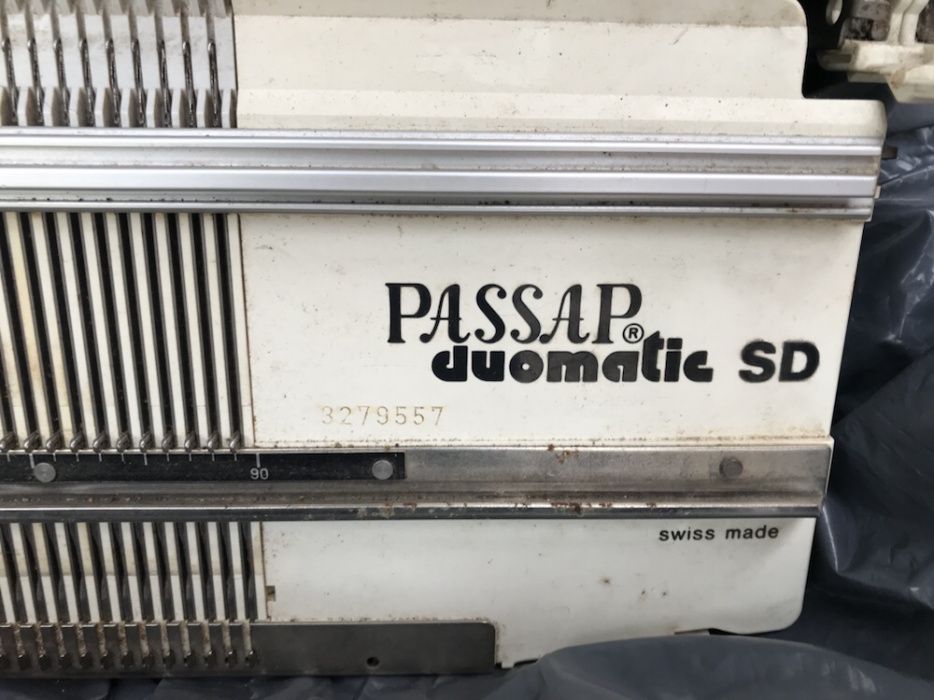 PASSAP®
duomatic SD
3279557
90
swiss made